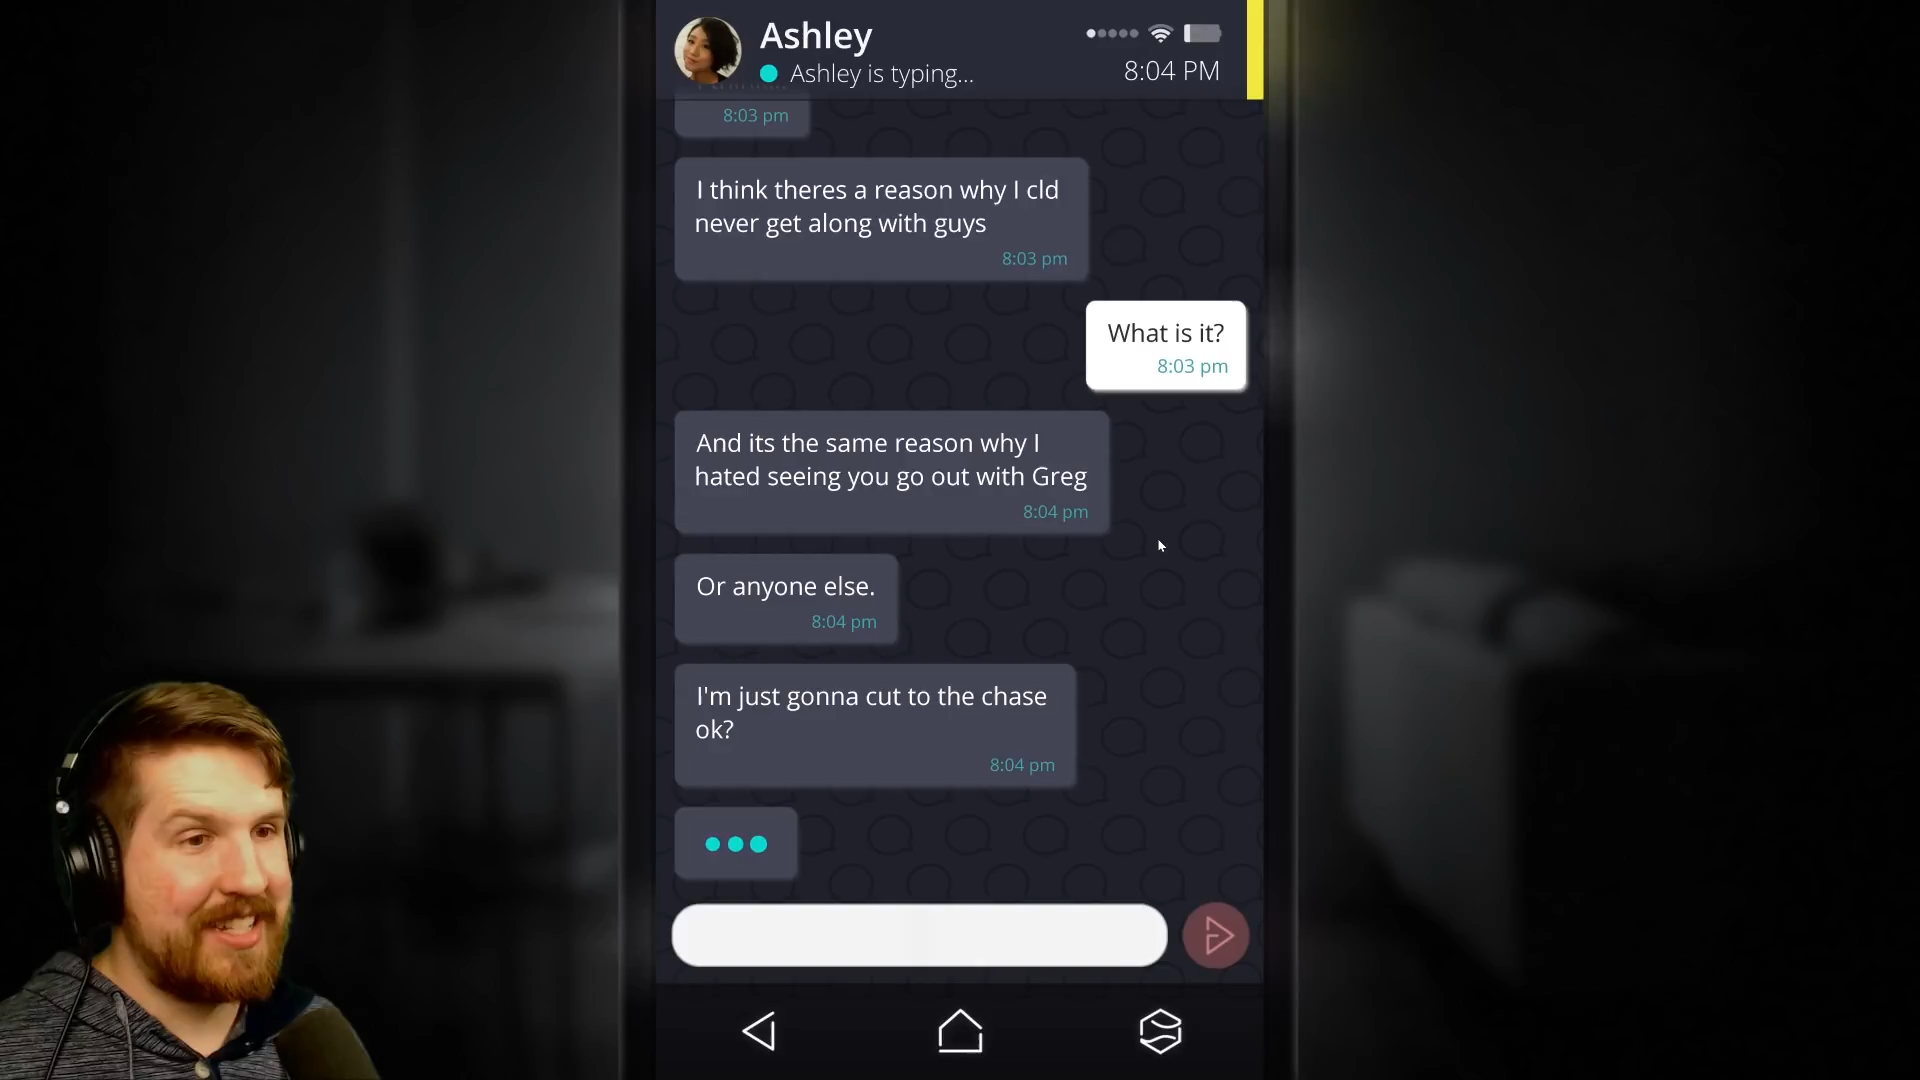 Ashley
Ashley is typing...
8:04 PM
8:03 pm
I think theres a reason why I cld
never get along with guys
8:03 pm
What is it?
8:03 pm
And its the same reason why I
hated seeing you go out with Greg
8:04 pm
Or anyone else.
8:04 pm
I'm just gonna cut to the chase
ok?
8:04 pm